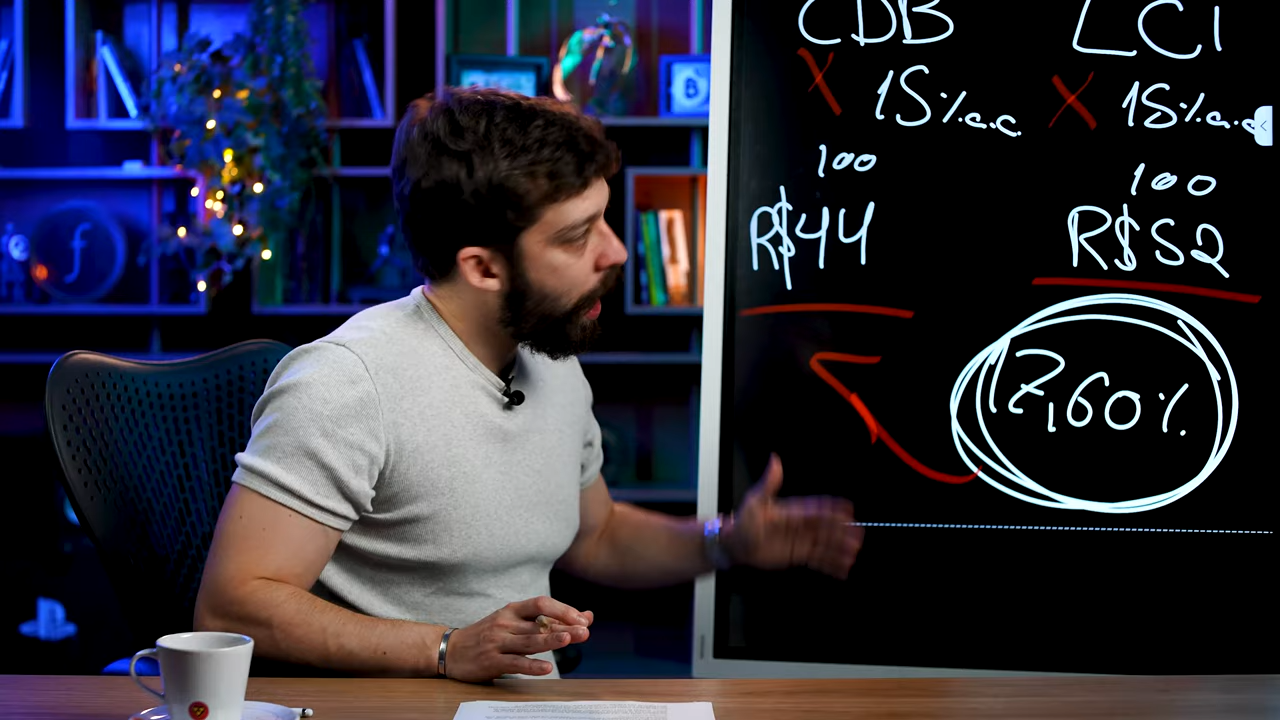 CDB LCI
15%a.a. 15%a.a.
100 100
R$44 R$52
17,60%